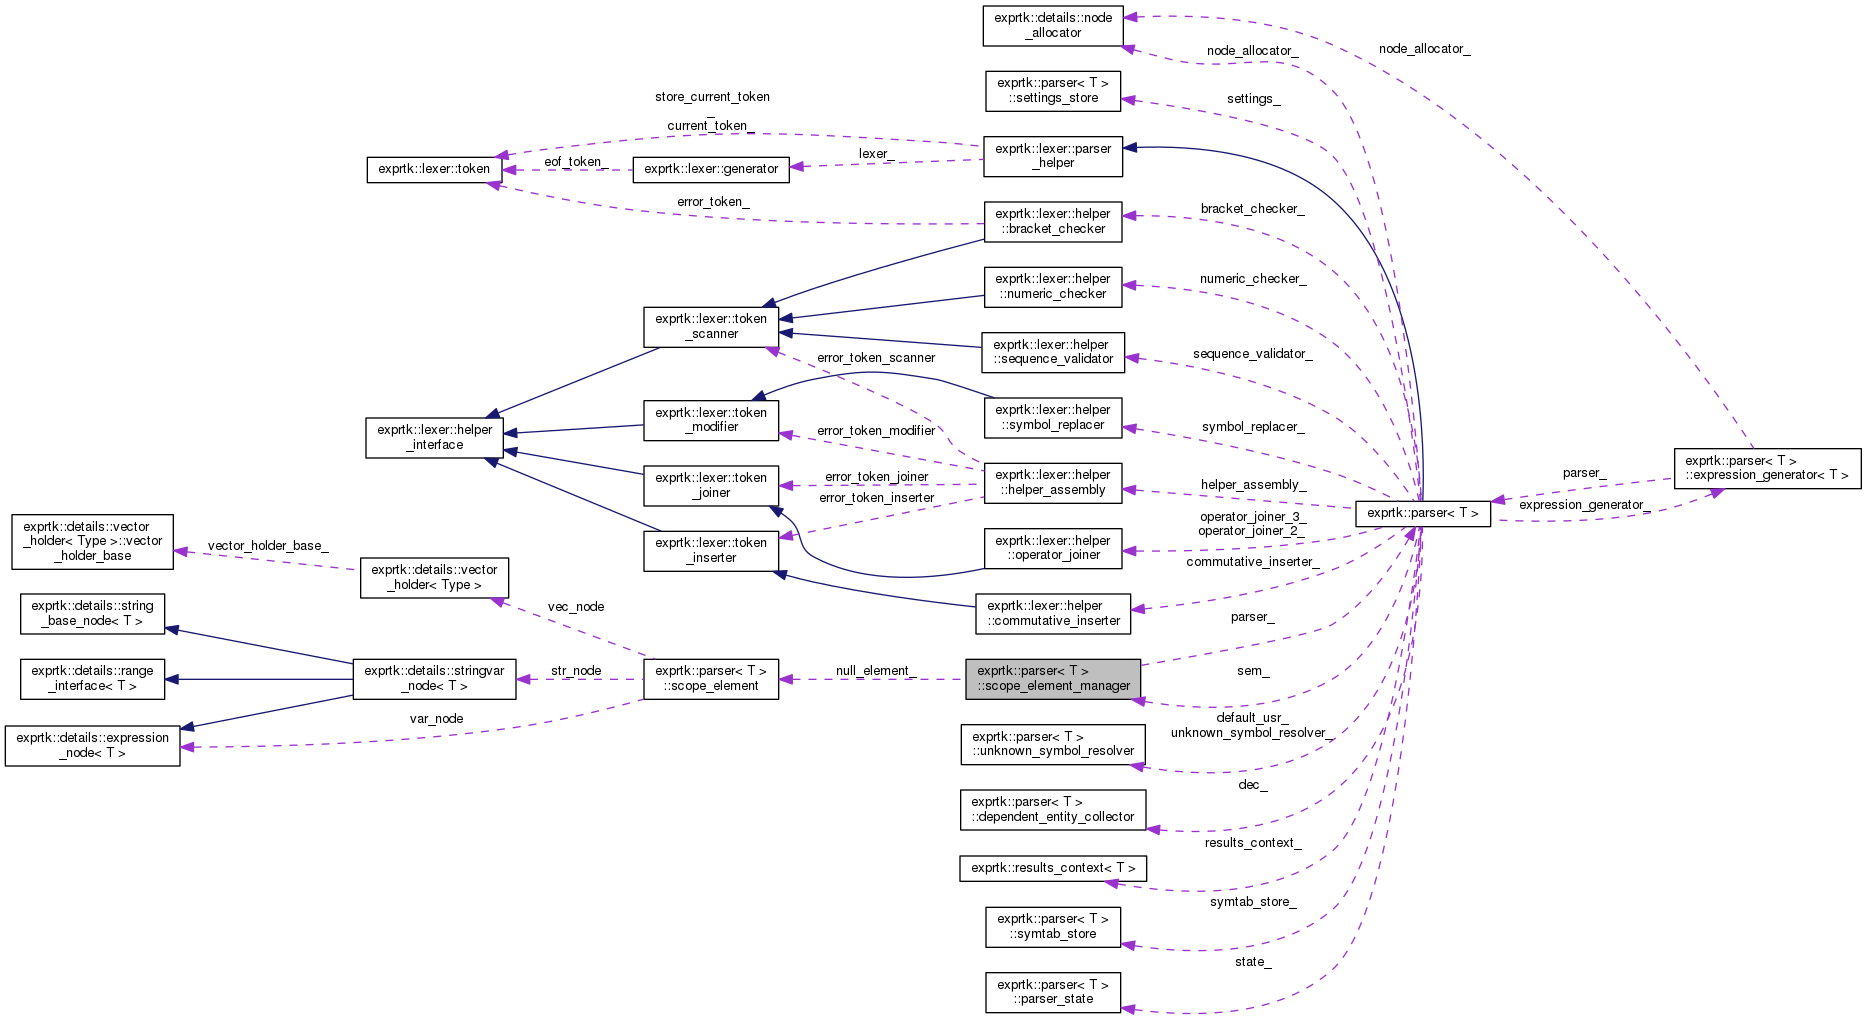 exprtk::details::node
_allocator
node_allocator_
node_allocator_
exprtk::parser< T >
::settings_store
settings_
store_current_token
_
current_token_
exprtk::lexer::parser
_helper
lexer_
eof_token_
exprtk::lexer::token
exprtk::lexer::generator
error_token_
exprtk::lexer::helper
::bracket_checker
bracket_checker_
exprtk::lexer::helper
::numeric_checker
numeric_checker_
exprtk::lexer::token
_scanner
exprtk::lexer::helper
::sequence_validator
sequence_validator_
error_token_scanner
exprtk::lexer::token
_modifier
exprtk::lexer::helper
::symbol_replacer
symbol_replacer_
exprtk::lexer::helper
_interface
error_token_modifier
exprtk::lexer::token
_joiner
error_token_joiner
error_token_inserter
exprtk::lexer::helper
::helper_assembly
helper_assembly_
exprtk::parser< T >
parser_
expression_generator_
exprtk::parser< T >
::expression_generator< T >
exprtk::lexer::token
_inserter
exprtk::lexer::helper
::operator_joiner
operator_joiner_3_
operator_joiner_2_
commutative_inserter_
exprtk::details::vector
_holder< Type >::vector
_holder_base
vector_holder_base_
exprtk::details::vector
_holder< Type >
vec_node
exprtk::lexer::helper
::commutative_inserter
parser_
exprtk::details::string
_base_node< T >
exprtk::details::range
_interface< T >
exprtk::details::stringvar
_node< T >
str_node
exprtk::parser< T >
::scope_element
null_element_
exprtk::parser< T >
::scope_element_manager
sem_
exprtk::details::expression
_node< T >
var_node
exprtk::parser< T >
::unknown_symbol_resolver
default_usr_
unknown_symbol_resolver_
exprtk::parser< T >
::dependent_entity_collector
dec_
exprtk::results_context< T >
results_context_
exprtk::parser< T >
::symtab_store
symtab_store_
exprtk::parser< T >
::parser_state
state_